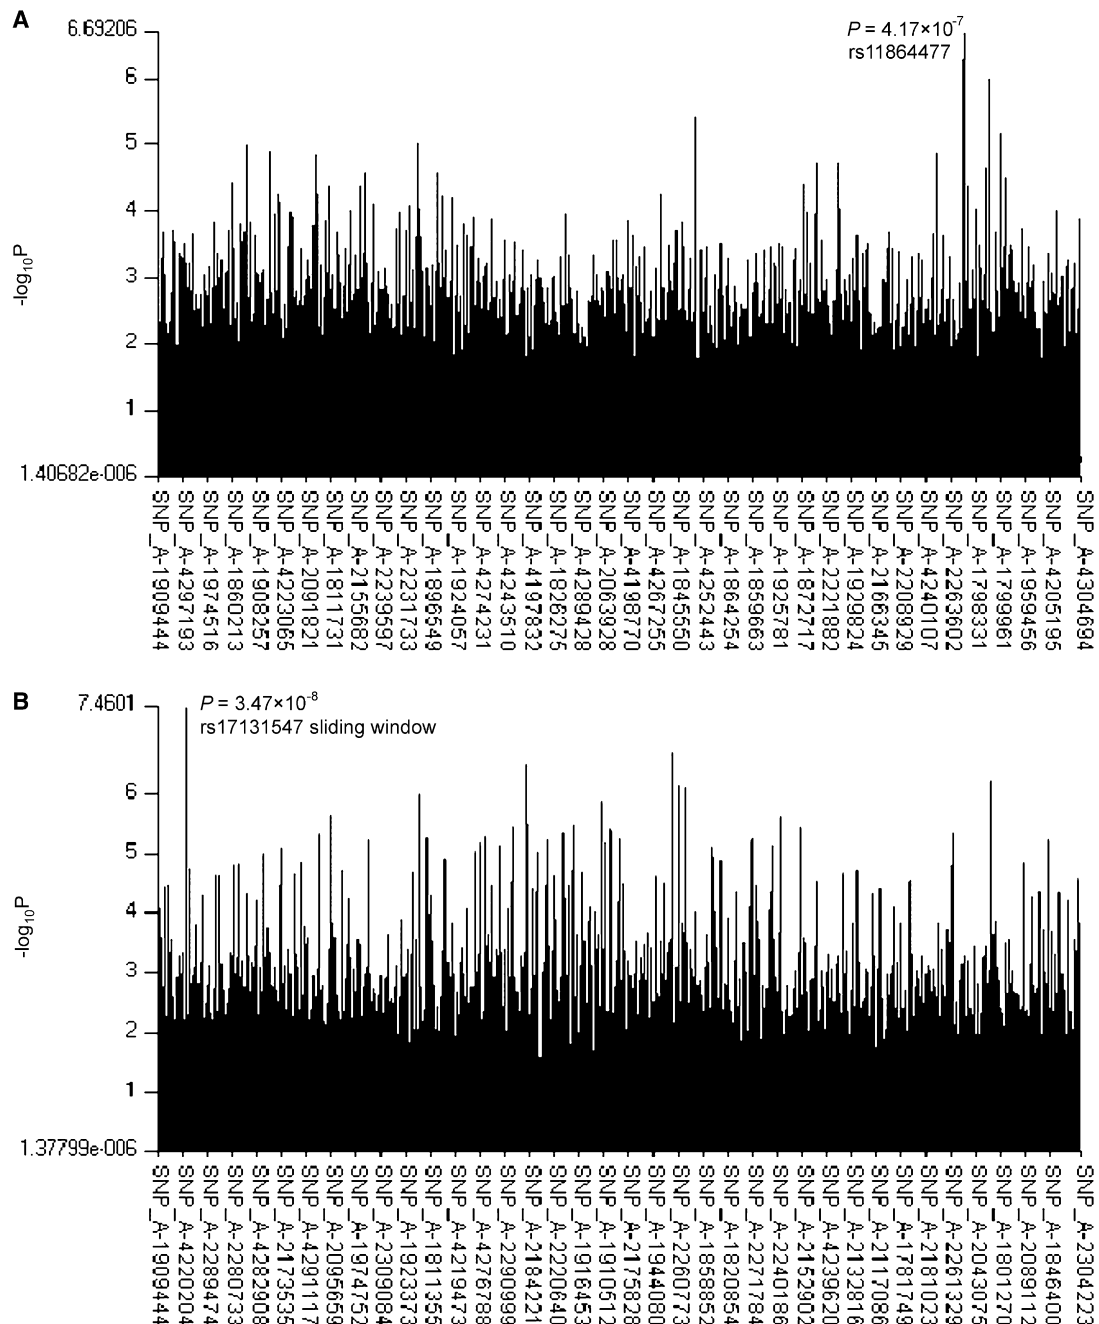 A
6.69206
P = 4.17×10-7
rs11864477
6
5
4
3
2
1
1.40682e-006
-log10P
SNP_A-1909444
SNP_A-4297193
SNP_A-1974516
SNP_A-1860213
SNP_A-1908257
SNP_A-4223065
SNP_A-2091821
SNP_A-1811731
SNP_A-2155682
SNP_A-2239597
SNP_A-2231733
SNP_A-1896549
SNP_A-1924057
SNP_A-4274231
SNP_A-4243510
SNP_A-4197832
SNP_A-1826275
SNP_A-4289428
SNP_A-2063928
SNP_A-4198770
SNP_A-4267255
SNP_A-1845550
SNP_A-4252443
SNP_A-1864254
SNP_A-1859663
SNP_A-1925781
SNP_A-1872717
SNP_A-2221882
SNP_A-1929824
SNP_A-2166345
SNP_A-2208929
SNP_A-4240107
SNP_A-2263602
SNP_A-1798331
SNP_A-1799961
SNP_A-1959456
SNP_A-4205195
SNP_A-4304694
B
7.4601
P = 3.47×10-8
rs17131547 sliding window
6
5
4
3
2
1
1.37799e-006
-log10P
SNP_A-1909444
SNP_A-4220204
SNP_A-2289474
SNP_A-2280733
SNP_A-4282908
SNP_A-2173535
SNP_A-4291117
SNP_A-2095659
SNP_A-1974752
SNP_A-2309084
SNP_A-1923373
SNP_A-1811355
SNP_A-4219473
SNP_A-4276788
SNP_A-2290999
SNP_A-2184221
SNP_A-2220640
SNP_A-1916453
SNP_A-1910512
SNP_A-2175828
SNP_A-1944080
SNP_A-2260773
SNP_A-1858852
SNP_A-1820854
SNP_A-2271784
SNP_A-2240186
SNP_A-2152902
SNP_A-4239620
SNP_A-2132816
SNP_A-2117086
SNP_A-1781749
SNP_A-2181023
SNP_A-2261329
SNP_A-2043075
SNP_A-1801270
SNP_A-2089112
SNP_A-1846400
SNP_A-2304223